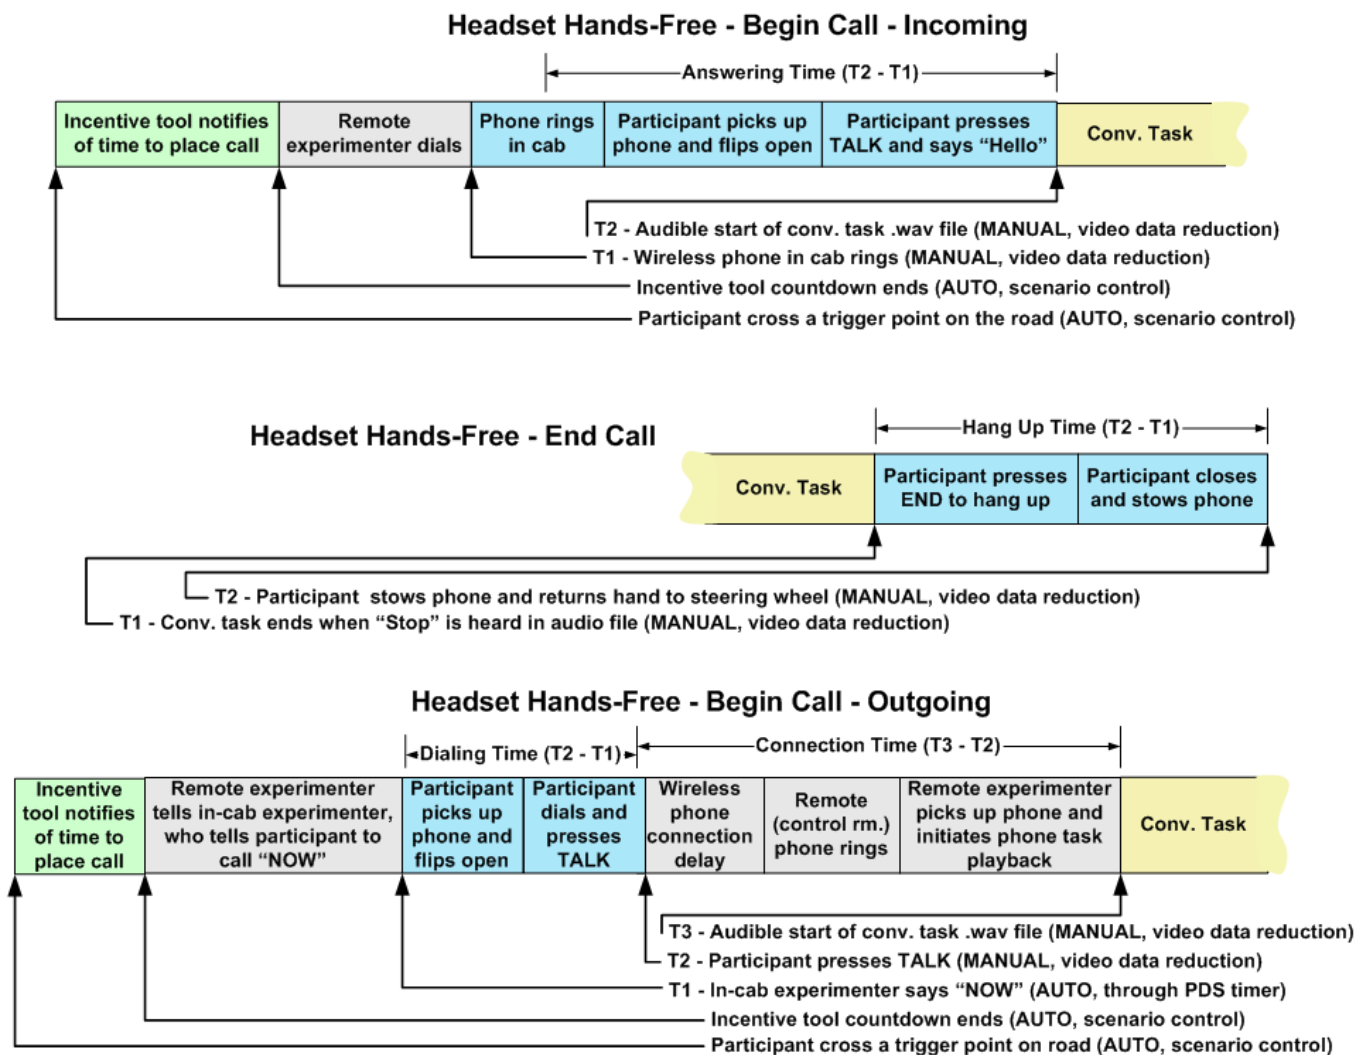 Headset Hands-Free - Begin Call - Incoming
Answering Time (T2 - T1)
Incentive tool notifies
of time to place call
Remote
experimenter dials
Phone rings
in cab
Participant picks up
phone and flips open
Participant presses
TALK and says “Hello”
Conv. Task
T2 - Audible start of conv. task .wav file (MANUAL, video data reduction)
T1 - Wireless phone in cab rings (MANUAL, video data reduction)
Incentive tool countdown ends (AUTO, scenario control)
Participant cross a trigger point on the road (AUTO, scenario control)
Headset Hands-Free - End Call
Hang Up Time (T2 - T1)
Conv. Task
Participant presses
END to hang up
Participant closes
and stows phone
T2 - Participant stows phone and returns hand to steering wheel (MANUAL, video data reduction)
T1 - Conv. task ends when “Stop” is heard in audio file (MANUAL, video data reduction)
Headset Hands-Free - Begin Call - Outgoing
Dialing Time (T2 - T1)
Connection Time (T3 - T2)
Incentive
tool notifies
of time to
place call
Remote experimenter
tells in-cab experimenter,
who tells participant to
call “NOW”
Participant
picks up
phone and
flips open
Participant
dials and
presses
TALK
Wireless
phone
connection
delay
Remote
(control rm.)
phone rings
Remote experimenter
picks up phone and
initiates phone task
playback
Conv. Task
T3 - Audible start of conv. task .wav file (MANUAL, video data reduction)
T2 - Participant presses TALK (MANUAL, video data reduction)
T1 - In-cab experimenter says “NOW” (AUTO, through PDS timer)
Incentive tool countdown ends (AUTO, scenario control)
Participant cross a trigger point on road (AUTO, scenario control)